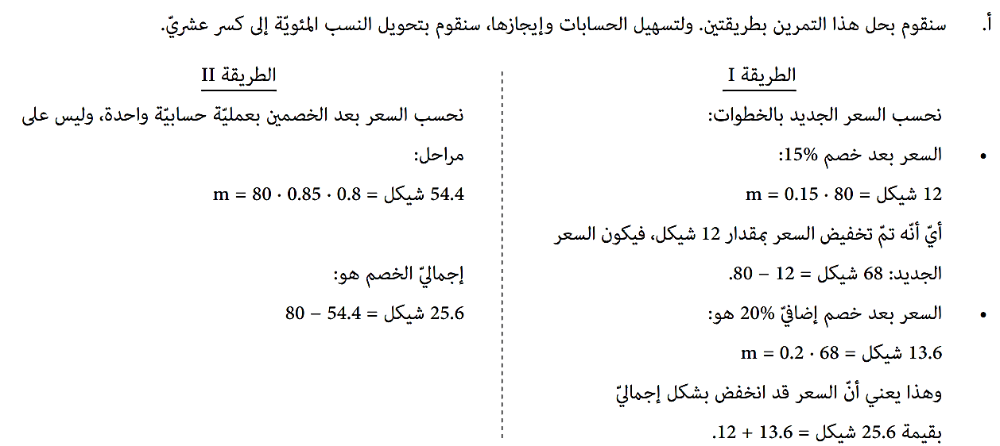 أ. سنقوم بحل هذا التمرين بطريقتين. ولتسهيل الحسابات وإيجازها، سنقوم بتحويل النسب المئويّة إلى كسر عشريّ.
الطريقة I
نحسب السعر الجديد بالخطوات:
• السعر بعد خصم 15%:
m = 0.15 · 80 = 12 شيكل
أيّ أنّه تمّ تخفيض السعر بمقدار 12 شيكل، فيكون السعر
الجديد: 80 – 12 = 68 شيكل.
• السعر بعد خصم إضافيّ 20% هو:
m = 0.2 · 68 = 13.6 شيكل
وهذا يعني أنّ السعر قد انخفض بشكل إجماليّ
بقيمة 12 + 13.6 = 25.6 شيكل.
الطريقة II
نحسب السعر بعد الخصمين بعمليّة حسابيّة واحدة، وليس على
مراحل:
m = 80 · 0.85 · 0.8 = 54.4 شيكل
إجماليّ الخصم هو:
80 – 54.4 = 25.6 شيكل